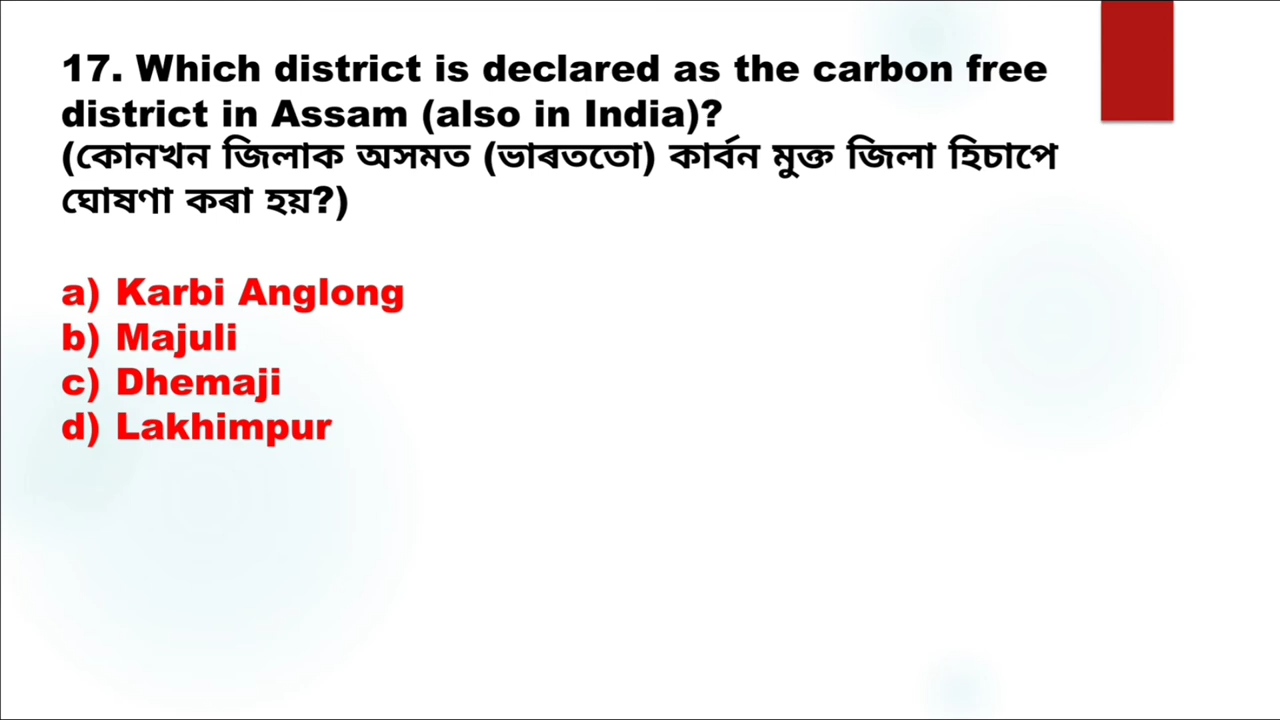 17. Which district is declared as the carbon free
district in Assam (also in India)?
(কোনখন জিলাক অসমত (ভাৰততো) কাৰ্বন মুক্ত জিলা হিচাপে
ঘোষণা কৰা হয়?)
a) Karbi Anglong
b) Majuli
c) Dhemaji
d) Lakhimpur